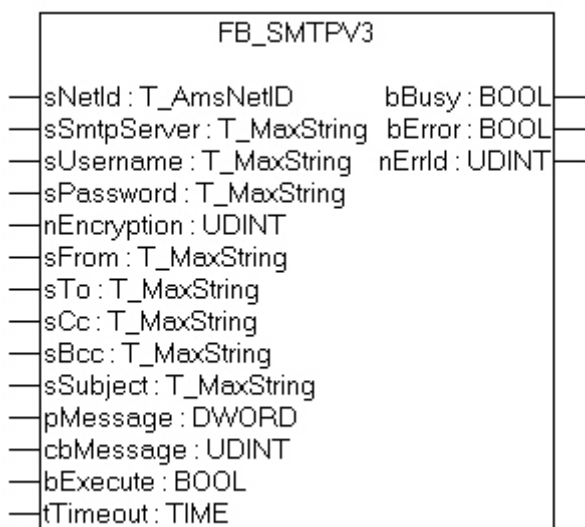 FB_SMTPV3
sNetId : T_AmsNetID bBusy : BOOL
sSmtpServer : T_MaxString bError : BOOL
sUsername : T_MaxString nErrId : UDINT
sPassword : T_MaxString
nEncryption : UDINT
sFrom : T_MaxString
sTo : T_MaxString
sCc : T_MaxString
sBcc : T_MaxString
sSubject : T_MaxString
pMessage : DWORD
cbMessage : UDINT
bExecute : BOOL
tTimeout : TIME